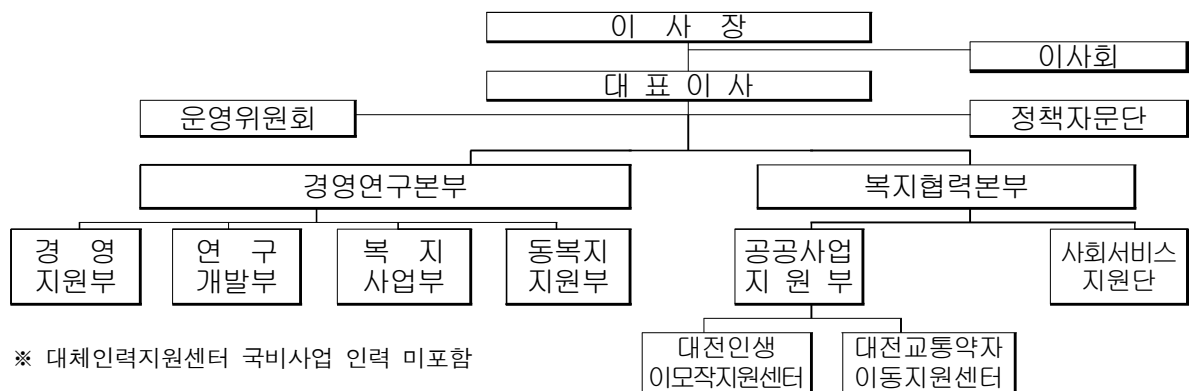 이 사 장
이사회
대 표 이 사
운영위원회
정책자문단
경영연구본부
복지협력본부
경 영
지원부
연 구
개발부
복 지
사업부
동복지
지원부
공공사업
지 원 부
사회서비스
지원단
대전인생
이모작지원센터
대전교통약자
이동지원센터
※ 대체인력지원센터 국비사업 인력 미포함